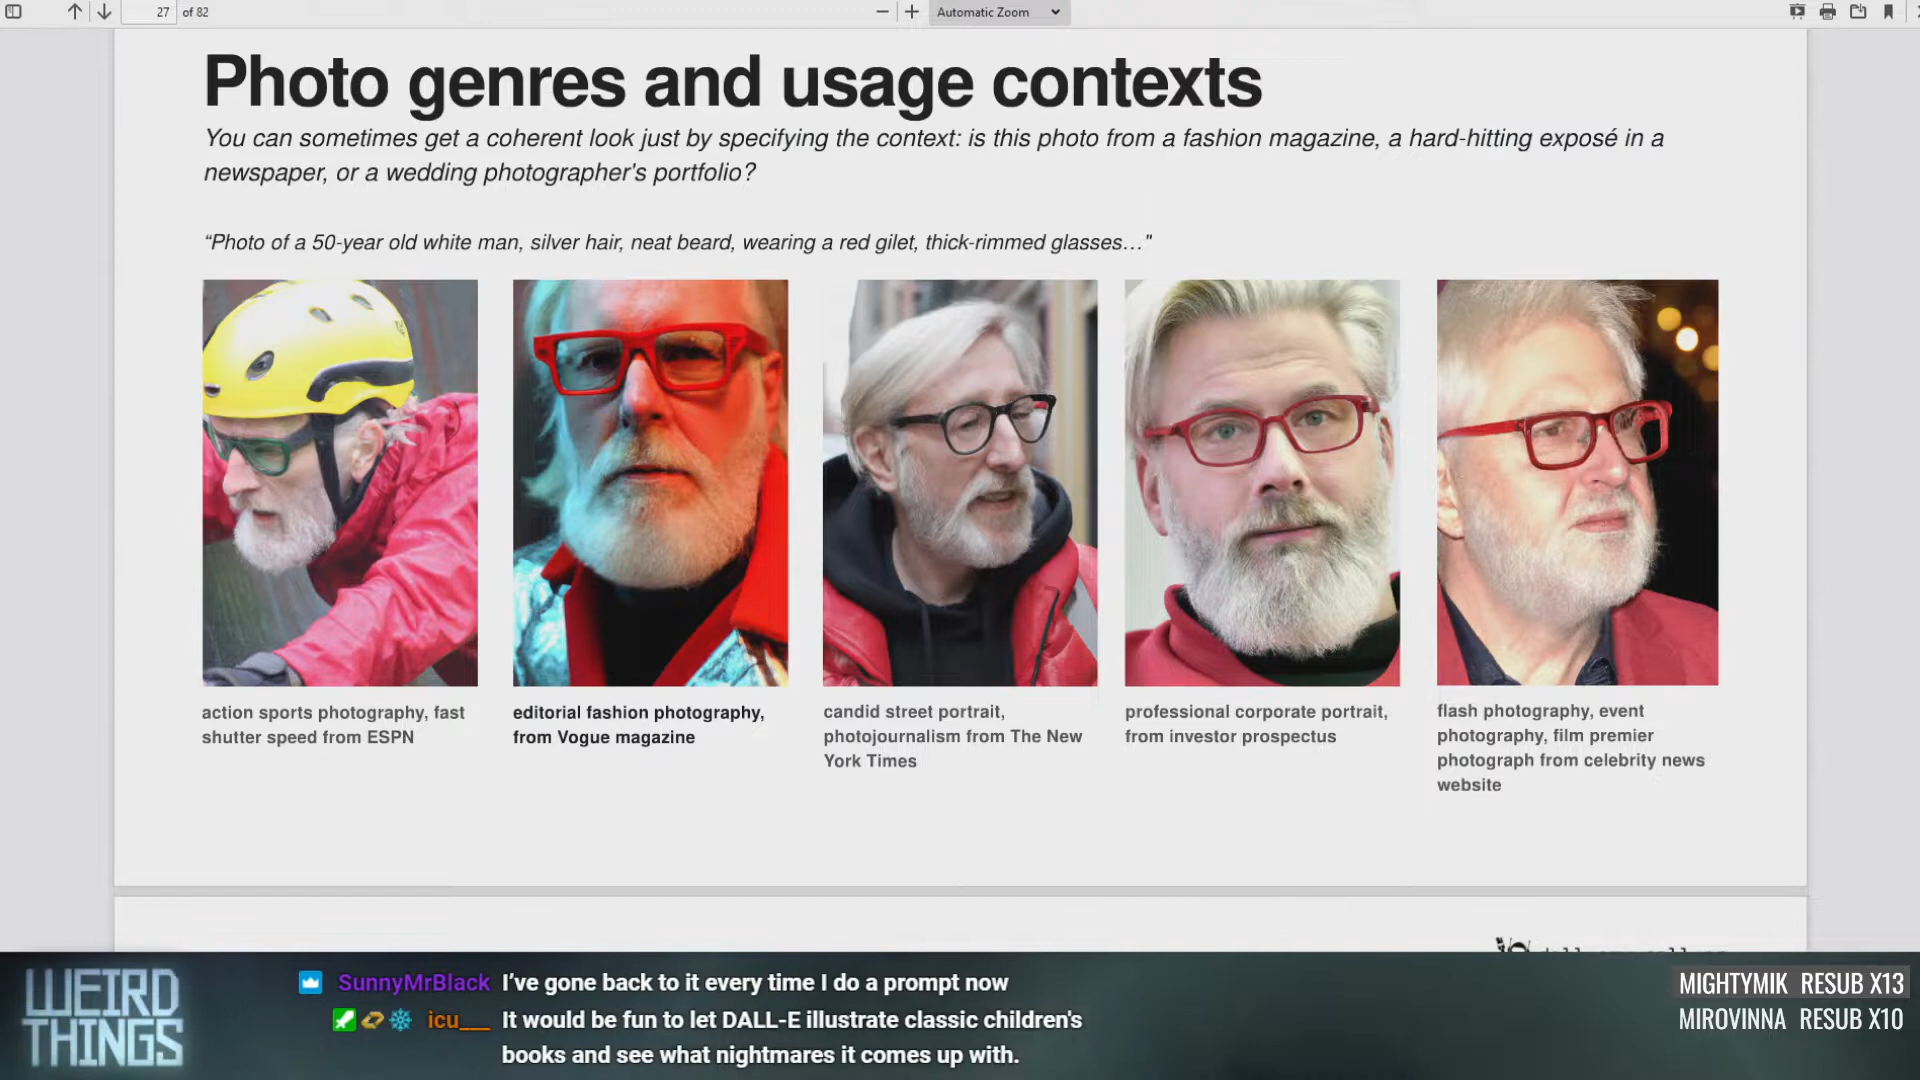 27 of 82
Automatic Zoom
Photo genres and usage contexts
You can sometimes get a coherent look just by specifying the context: is this photo from a fashion magazine, a hard-hitting exposé in a
newspaper, or a wedding photographer's portfolio?
“Photo of a 50-year old white man, silver hair, neat beard, wearing a red gilet, thick-rimmed glasses…"
action sports photography, fast
shutter speed from ESPN
editorial fashion photography,
from Vogue magazine
candid street portrait,
photojournalism from The New
York Times
professional corporate portrait,
from investor prospectus
flash photography, event
photography, film premier
photograph from celebrity news
website
WEIRD
THINGS
SunnyMrBlack I’ve gone back to it every time I do a prompt now
icu___ It would be fun to let DALL-E illustrate classic children's
books and see what nightmares it comes up with.
MIGHTYMIK RESUB X13
MIROVINNA RESUB X10